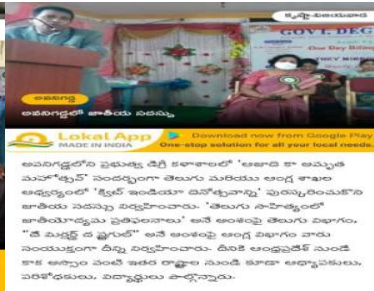 కృష్ణా-విజయవాడ
GOVT. DEG
One Day Biling
THEY MIRRO
అవనిగడ్డ
అవనిగడ్డలో జాతీయ సదస్సు
Lokal App
MADE IN INDIA
Download now from Google Play
One-stop solution for all your local needs.
అవనిగడ్డలోని ప్రభుత్వ డిగ్రీ కళాశాలలో 'ఆజాది కా అమృత
మహోత్సవ్' సందర్భంగా తెలుగు మరియు ఆంగ్ల శాఖల
ఆధ్వర్యంలో 'క్విట్ ఇండియా దినోత్సవాన్ని' పురస్కరించుకొని
జాతీయ సదస్సు నిర్వహించారు. 'తెలుగు సాహిత్యంలో
జాతీయోద్యమ ప్రతిఫలనాలు' అనే అంశంపై తెలుగు విభాగం,
"దే మిర్రర్డ్ ద స్ట్రగుల్" అనే అంశంపై ఆంగ్ల విభాగం వారు
సంయుక్తంగా దీన్ని నిర్వహించారు. దీనికి ఆంధ్రప్రదేశ్ నుండే
కాక అస్సాం వంటి ఇతర రాష్ట్రాల నుండి కూడా అధ్యాపకులు,
పరిశోధకులు, విద్యార్థులు పాల్గొన్నారు.